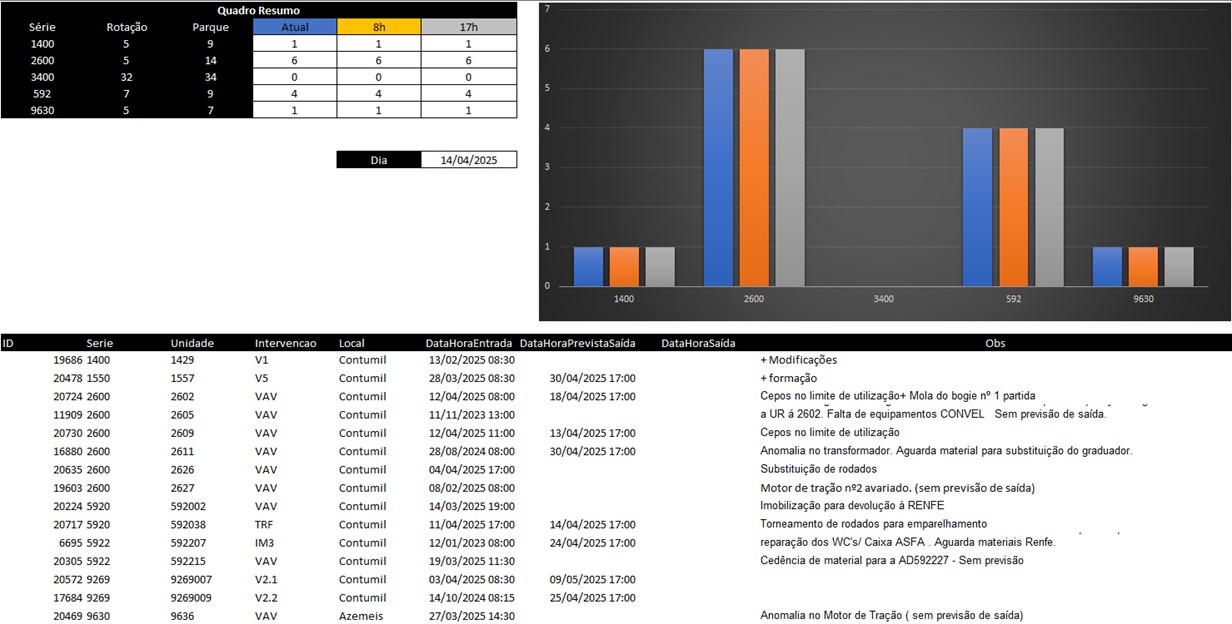 Quadro Resumo
Série Rotação Parque Atual 8h 17h
1400 5 9 1 1 1
2600 5 14 6 6 6
3400 32 34 0 0 0
592 7 9 4 4 4
9630 5 7 1 1 1
Dia 14/04/2025
7
6
5
4
3
2
1
0
1400 2600 3400 592 9630
ID Serie Unidade Intervencao Local DataHoraEntrada DataHoraPrevistaSaída DataHoraSaída Obs
19686 1400 1429 V1 Contumil 13/02/2025 08:30 + Modificações
20478 1550 1557 V5 Contumil 28/03/2025 08:30 30/04/2025 17:00 + formação
20724 2600 2602 VAV Contumil 12/04/2025 08:00 18/04/2025 17:00 Cepos no limite de utilização+ Mola do bogie nº 1 partida
11909 2600 2605 VAV Contumil 11/11/2023 13:00 a UR á 2602. Falta de equipamentos CONVEL Sem previsão de saída.
20730 2600 2609 VAV Contumil 12/04/2025 11:00 13/04/2025 17:00 Cepos no limite de utilização
16880 2600 2611 VAV Contumil 28/08/2024 08:00 30/04/2025 17:00 Anomalia no transformador. Aguarda material para substituição do graduador.
20635 2600 2626 VAV Contumil 04/04/2025 17:00 Substituição de rodados
19603 2600 2627 VAV Contumil 08/02/2025 08:00 Motor de tração nº2 avariado. (sem previsão de saída)
20224 5920 592002 VAV Contumil 14/03/2025 19:00 Imobilização para devolução à RENFE
20717 5920 592038 TRF Contumil 11/04/2025 17:00 14/04/2025 17:00 Torneamento de rodados para emparelhamento
6695 5922 592207 IM3 Contumil 12/01/2023 08:00 24/04/2025 17:00 reparação dos WC's/ Caixa ASFA . Aguarda materiais Renfe.
20305 5922 592215 VAV Contumil 19/03/2025 11:30 Cedência de material para a AD592227 - Sem previsão
20572 9269 9269007 V2.1 Contumil 03/04/2025 08:30 09/05/2025 17:00
17684 9269 9269009 V2.2 Contumil 14/10/2024 08:15 25/04/2025 17:00
20469 9630 9636 VAV Azemeis 27/03/2025 14:30 Anomalia no Motor de Tração ( sem previsão de saída)